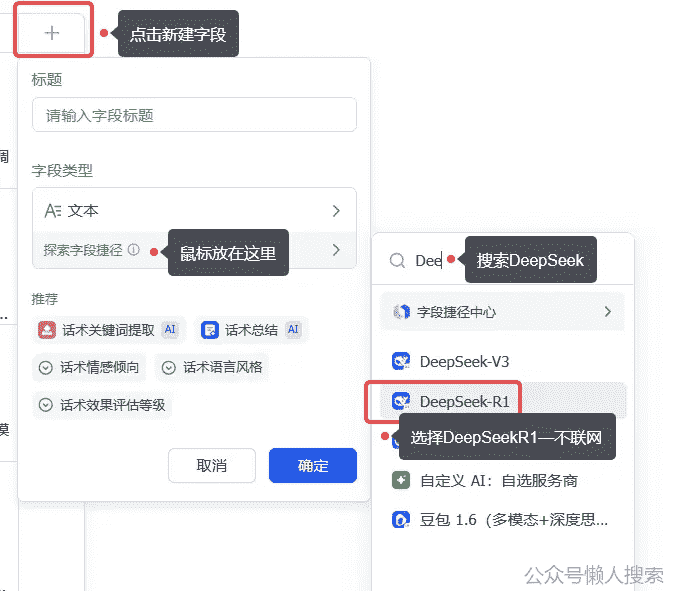 点击新建字段
标题
请输入字段标题
调
字段类型
文本
探索字段捷径
鼠标放在这里
推荐
话术关键词提取 AI
话术总结 AI
话术情感倾向
话术语言风格
话术效果评估等级
模
取消
确定
Dee
搜索DeepSeek
字段捷径中心
DeepSeek-V3
DeepSeek-R1
选择DeepSeekR1—不联网
自定义 AI：自选服务商
豆包 1.6（多模态+深度思...
公众号懒人搜索